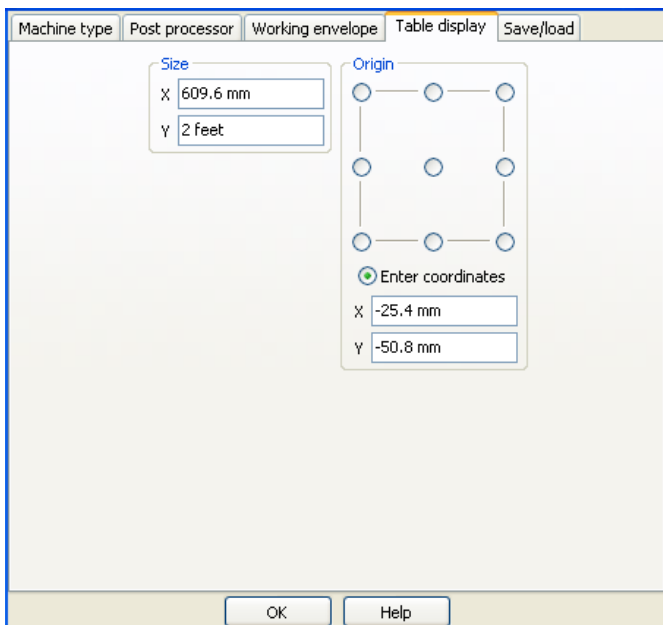 Machine type Post processor Working envelope Table display Save/load
Size
X 609.6 mm
Y 2 feet
Origin
Enter coordinates
X -25.4 mm
Y -50.8 mm
OK Help